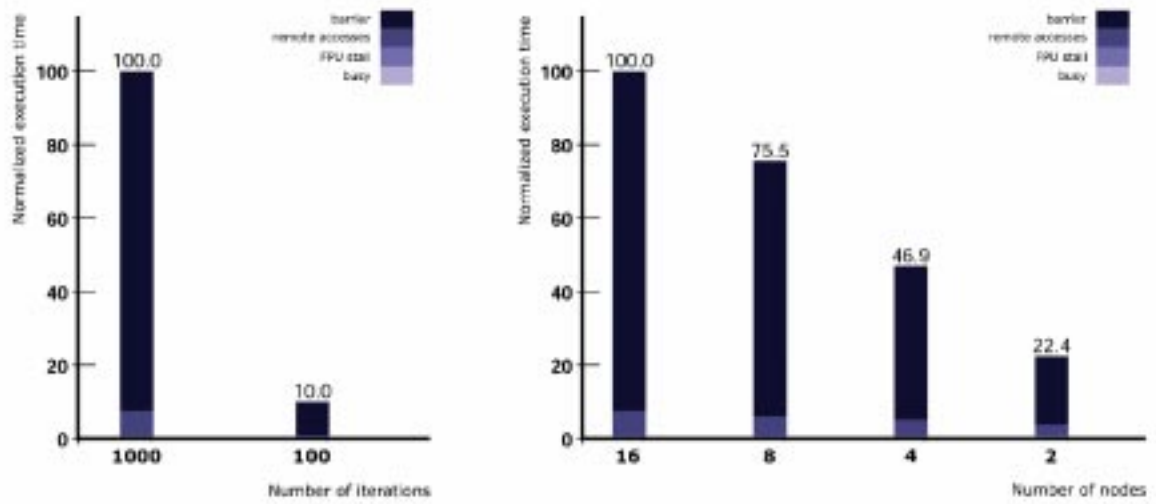 Normalized execution time
barrier
remote accesses
FPU stall
busy
100
80
60
40
20
0
100.0
10.0
1000
100
Number of iterations
Normalized execution time
barrier
remote accesses
FPU stall
busy
100
80
60
40
20
0
100.0
75.5
46.9
22.4
16
8
4
2
Number of nodes